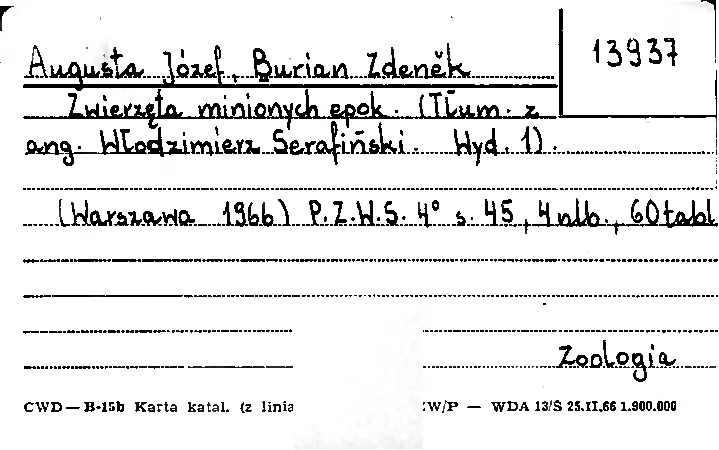 13937
Augusta Józef, Burian Zdeněk
Zwierzęta minionych epok. (Tłum. z
ang. Włodzimierz Serafiński. Wyd. 1).
(Warszawa 1966) P.Z.W.S. 4° s. 45, 4 nlb., 60 tabl
Zoologia
CWD — B-15b Karta katal. (z linia
ZW/P — WDA 13/S 25.II.66 1.900.000